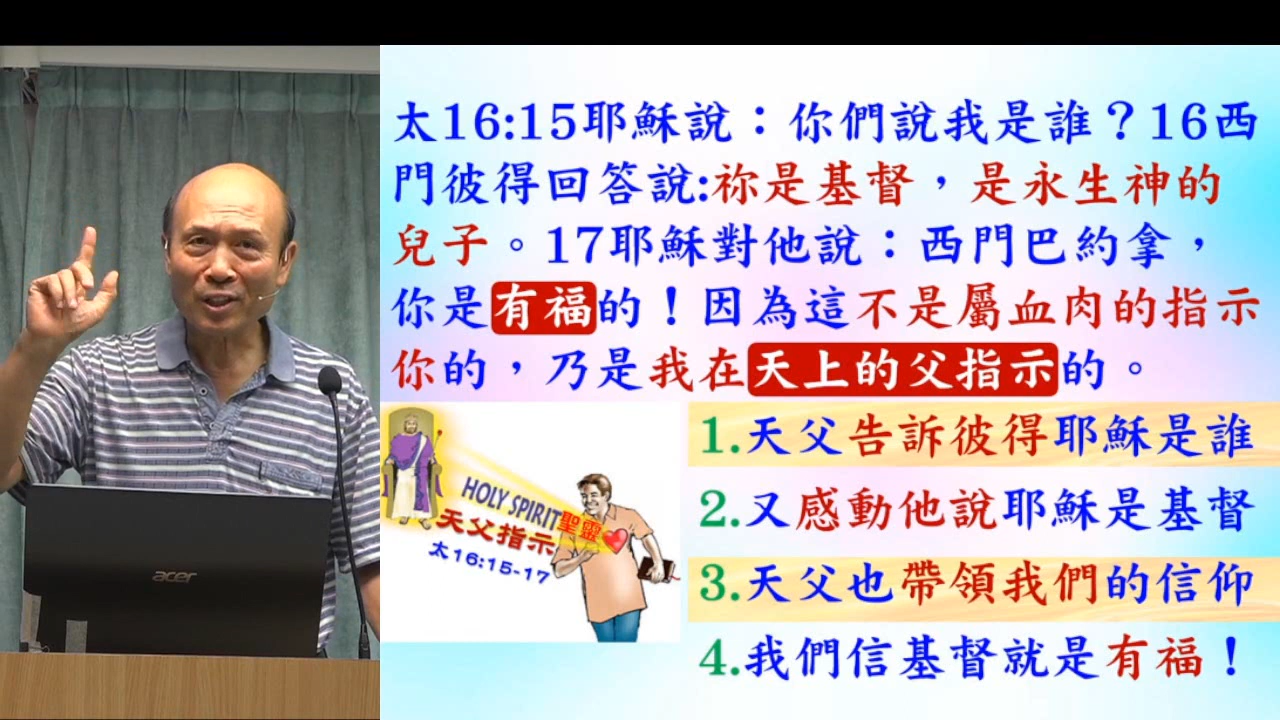 太16:15耶穌說：你們說我是誰？16西
門彼得回答說:祢是基督，是永生神的
兒子。17耶穌對他說：西門巴約拿，
你是有福的！因為這不是屬血肉的指示
你的，乃是我在天上的父指示的。
HOLY SPIRIT聖靈
天父指示
太16:15-17
1.天父告訴彼得耶穌是誰
2.又感動他說耶穌是基督
3.天父也帶領我們的信仰
4.我們信基督就是有福！
acer